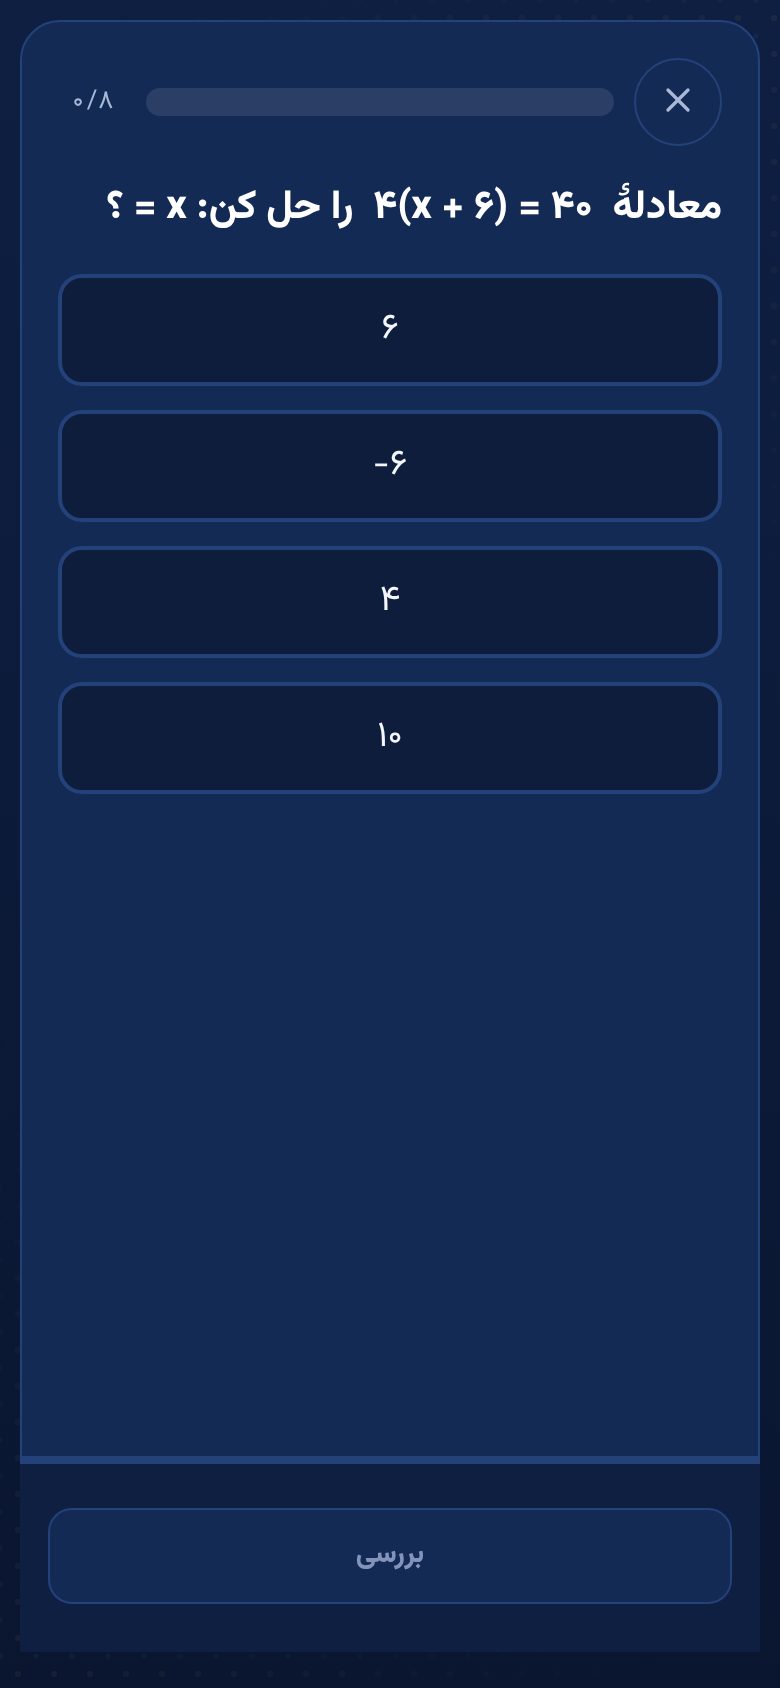 ۰/۸
معادلهٔ ۴(x + ۶) = ۴۰ را حل کن: x = ؟
۶
-۶
۴
۱۰
بررسی